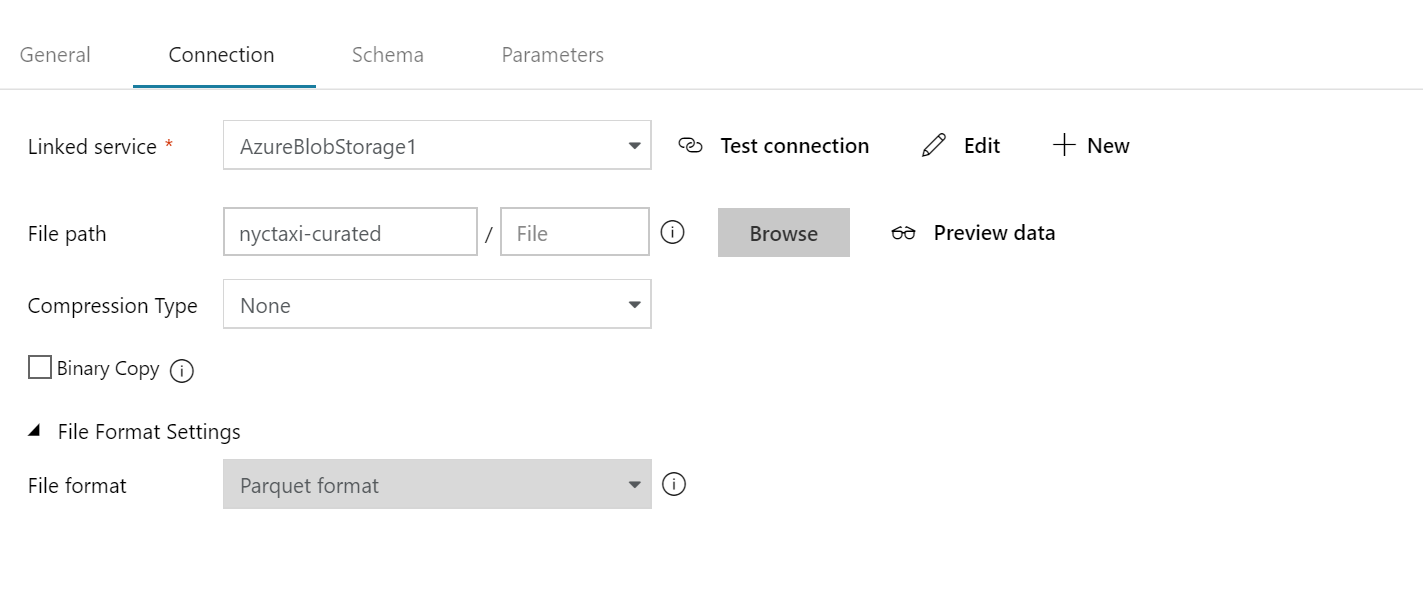 General Connection Schema Parameters
Linked service * AzureBlobStorage1 Test connection Edit New
File path nyctaxi-curated / File Browse Preview data
Compression Type None
Binary Copy
File Format Settings
File format Parquet format